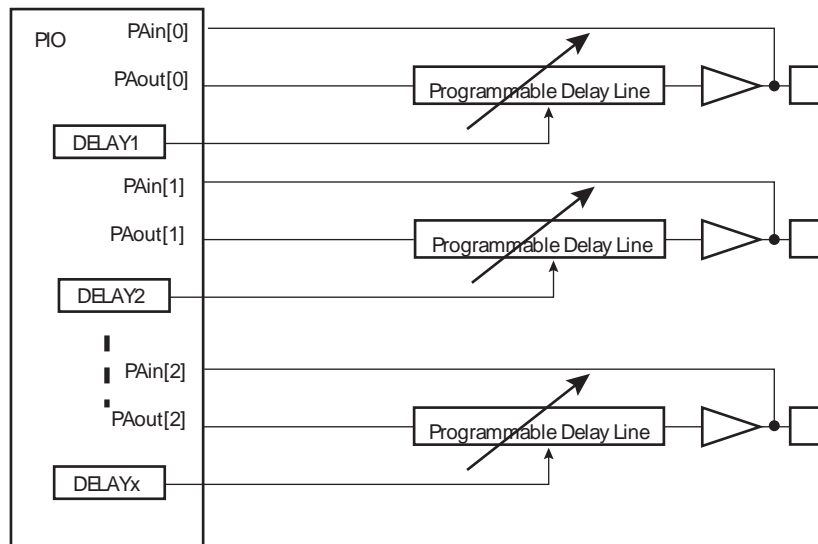 PIO
PAin[0]
PAout[0]
Programmable Delay Line
DELAY1
PAin[1]
PAout[1]
Programmable Delay Line
DELAY2
PAin[2]
PAout[2]
Programmable Delay Line
DELAYx